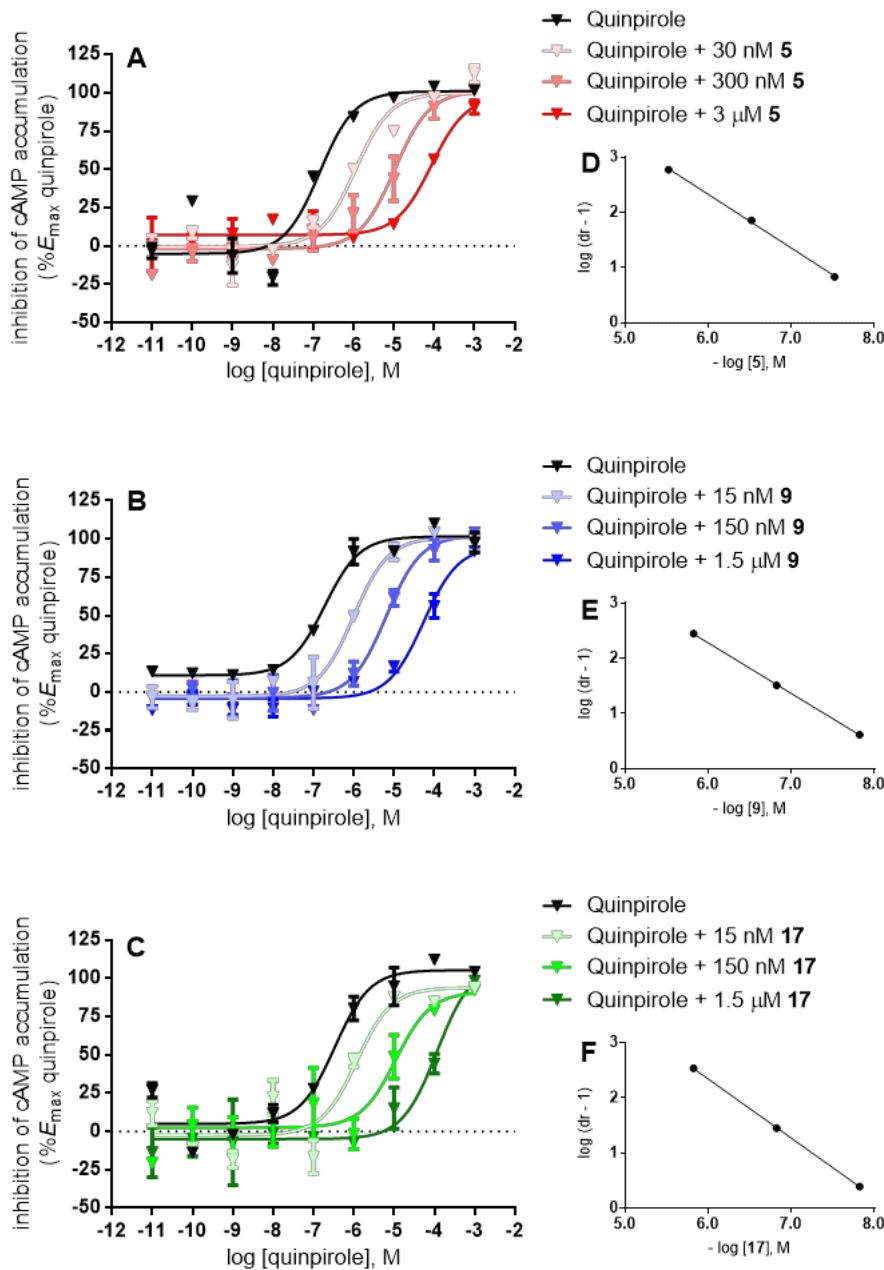 A
inhibition of cAMP accumulation
(%Emax quinpirole)
125
100
75
50
25
0
-25
-50
-12 -11 -10 -9 -8 -7 -6 -5 -4 -3 -2
log [quinpirole], M
Quinpirole
Quinpirole + 30 nM 5
Quinpirole + 300 nM 5
Quinpirole + 3 μM 5
D
log (dr - 1)
3
2
1
0
5.0 6.0 7.0 8.0
- log [5], M
B
inhibition of cAMP accumulation
(%Emax quinpirole)
125
100
75
50
25
0
-25
-50
-12 -11 -10 -9 -8 -7 -6 -5 -4 -3 -2
log [quinpirole], M
Quinpirole
Quinpirole + 15 nM 9
Quinpirole + 150 nM 9
Quinpirole + 1.5 μM 9
E
log (dr - 1)
3
2
1
0
5.0 6.0 7.0 8.0
- log [9], M
C
inhibition of cAMP accumulation
(%Emax quinpirole)
125
100
75
50
25
0
-25
-50
-12 -11 -10 -9 -8 -7 -6 -5 -4 -3 -2
log [quinpirole], M
Quinpirole
Quinpirole + 15 nM 17
Quinpirole + 150 nM 17
Quinpirole + 1.5 μM 17
F
log (dr - 1)
3
2
1
0
5.0 6.0 7.0 8.0
- log [17], M